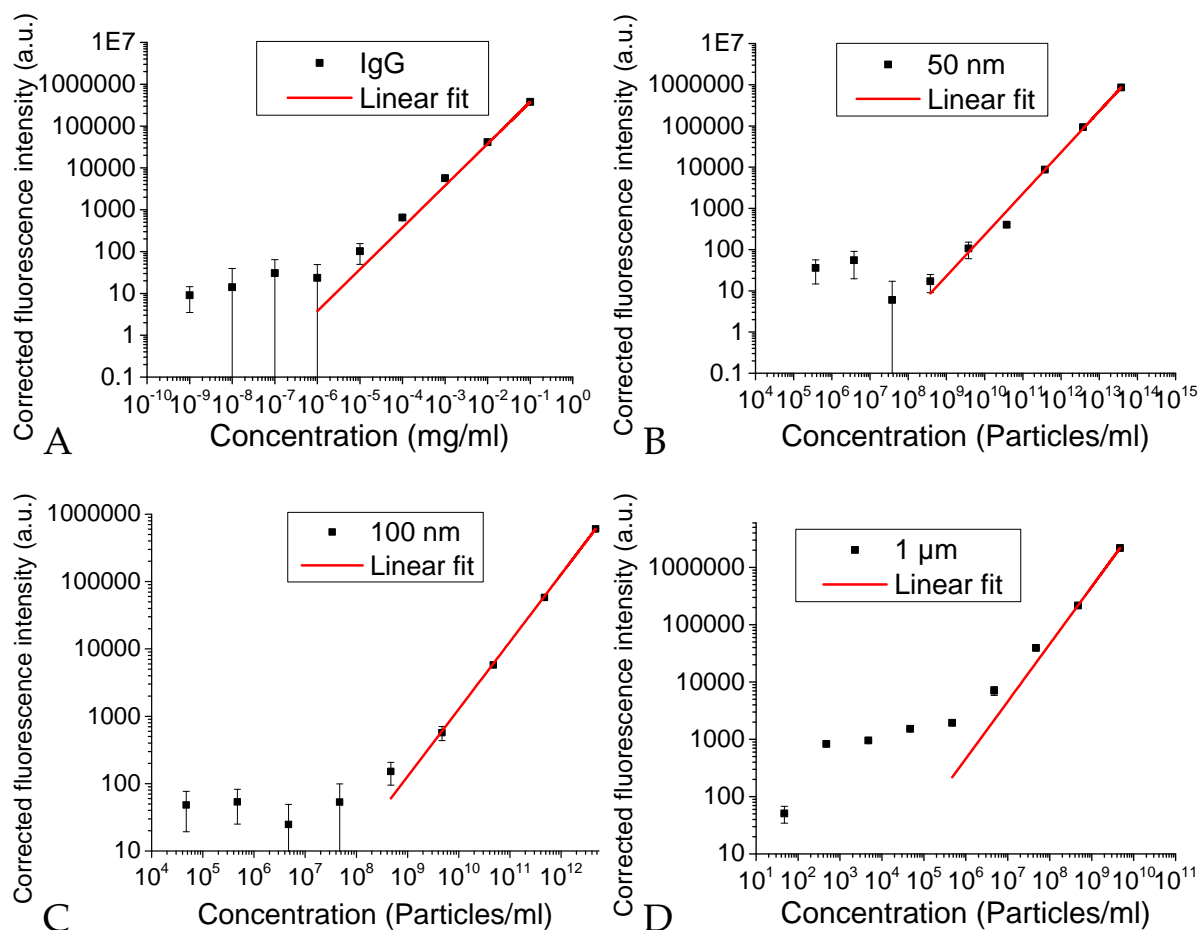 Corrected fluorescence intensity (a.u.)
1E7
1000000
100000
10000
1000
100
10
1
0.1
IgG
Linear fit
10⁻¹⁰ 10⁻⁹ 10⁻⁸ 10⁻⁷ 10⁻⁶ 10⁻⁵ 10⁻⁴ 10⁻³ 10⁻² 10⁻¹ 10⁰
Concentration (mg/ml)
A
Corrected fluorescence intensity (a.u.)
1E7
1000000
100000
10000
1000
100
10
1
0.1
50 nm
Linear fit
10⁴ 10⁵ 10⁶ 10⁷ 10⁸ 10⁹ 10¹⁰ 10¹¹ 10¹² 10¹³ 10¹⁴ 10¹⁵
Concentration (Particles/ml)
B
Corrected fluorescence intensity (a.u.)
1000000
100000
10000
1000
100
10
100 nm
Linear fit
10⁴ 10⁵ 10⁶ 10⁷ 10⁸ 10⁹ 10¹⁰ 10¹¹ 10¹²
Concentration (Particles/ml)
C
Corrected fluorescence intensity (a.u.)
1000000
100000
10000
1000
100
10
1 μm
Linear fit
10¹ 10² 10³ 10⁴ 10⁵ 10⁶ 10⁷ 10⁸ 10⁹ 10¹⁰ 10¹¹
Concentration (Particles/ml)
D